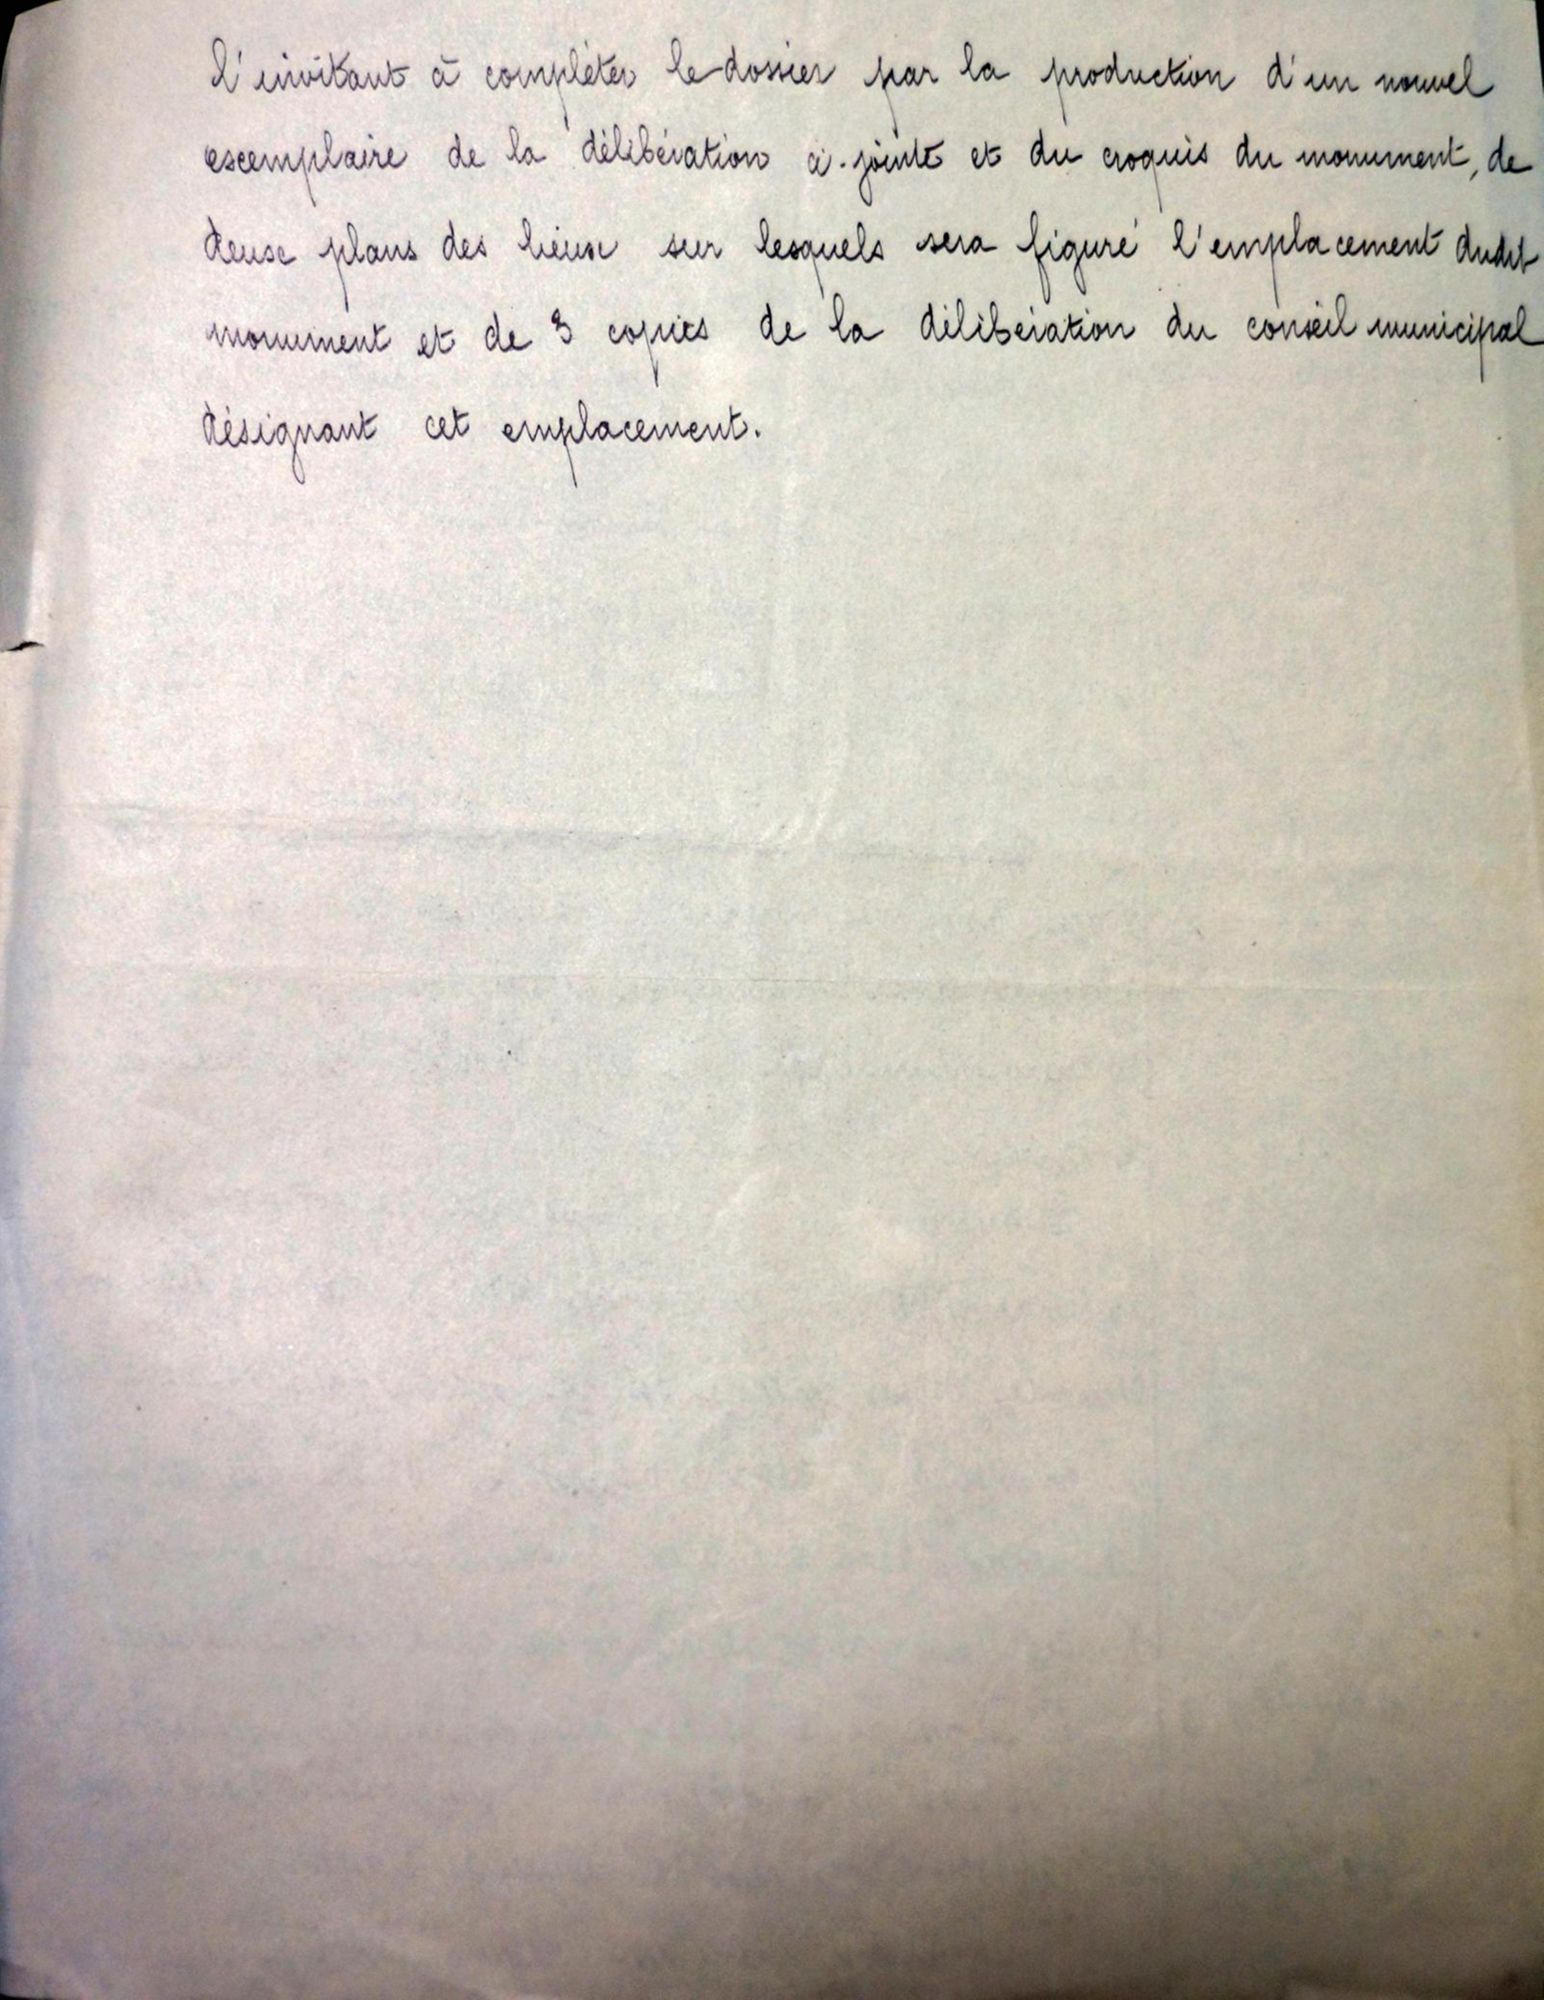 l'invitant à compléter le dossier par la production d'un nouvel
exemplaire de la délibération ci-jointe et du croquis du monument, de
deux plans des lieux sur lesquels sera figuré l'emplacement dudit
monument et de 3 copies de la délibération du conseil municipal
désignant cet emplacement.